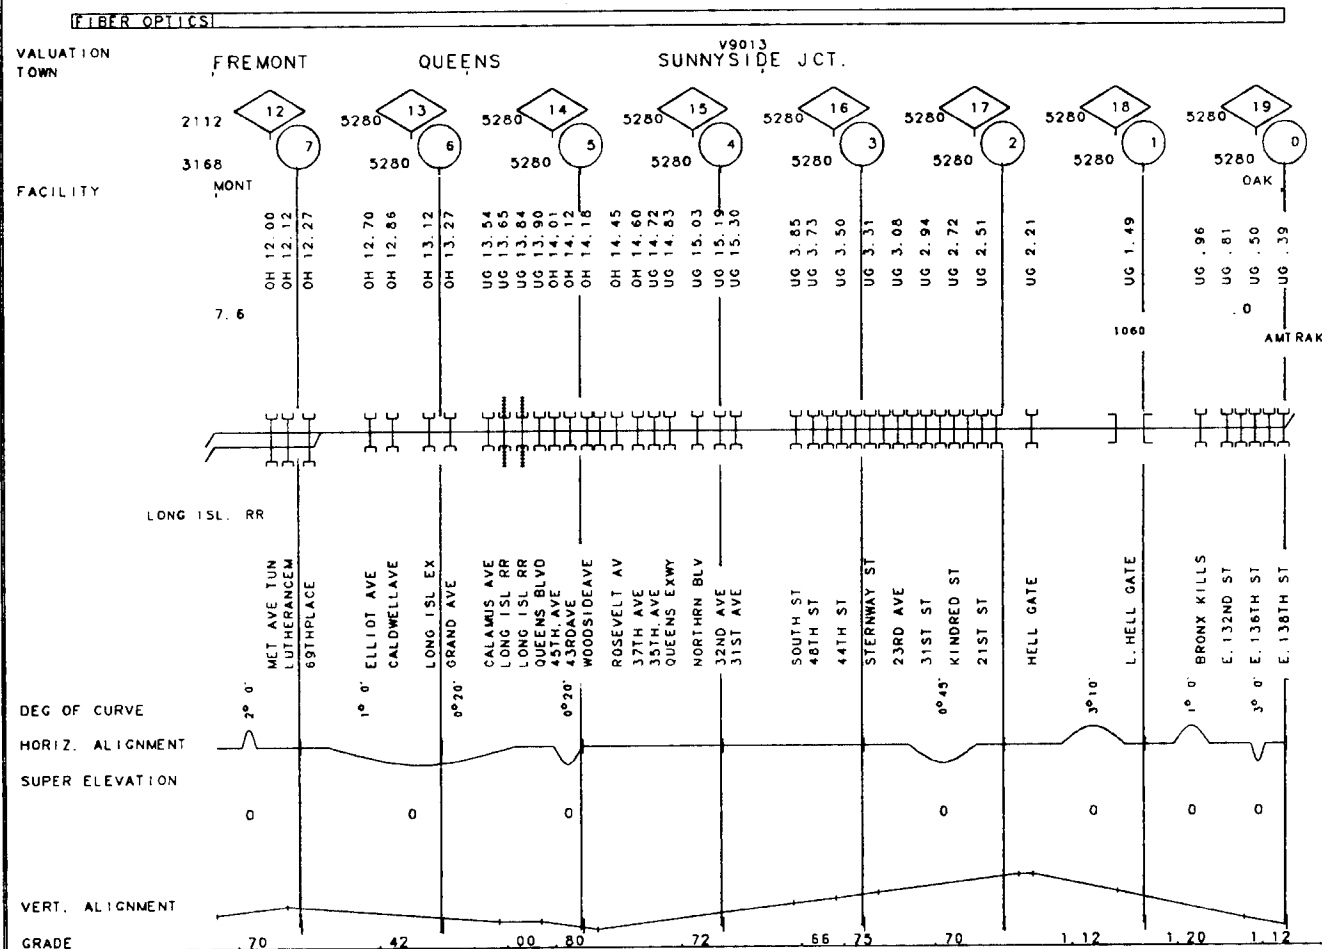 FIBER OPTICS
VALUATION V9013
TOWN FREMONT QUEENS SUNNYSIDE JCT.
12 13 14 15 16 17 18 19
2112 5280 5280 5280 5280 5280 5280 5280
7 6 5 4 3 2 1 0
3168 5280 5280 5280 5280 5280 5280 5280
FACILITY MONT OAK
OH 12.00
OH 12.12
OH 12.27
OH 12.70
OH 12.86
OH 13.12
OH 13.27
UG 13.54
UG 13.65
UG 13.84
UG 13.90
OH 14.01
OH 14.12
OH 14.18
OH 14.45
OH 14.60
UG 14.72
UG 14.83
UG 15.03
UG 15.19
UG 15.30
UG 3.85
UG 3.73
UG 3.50
UG 3.31
UG 3.08
UG 2.94
UG 2.72
UG 2.51
UG 2.21
UG 1.49
UG .96
UG .81
UG .50
UG .39
7.6 .0
1060 AMTRAK
LONG ISL. RR
MET AVE TUN
LUTHERANCEM
69THPLACE
ELLIOT AVE
CALDWELLAVE
LONG ISL EX
GRAND AVE
CALAMUS AVE
LONG ISL RR
LONG ISL RR
QUEENS BLVD
45TH. AVE
43RDAVE
WOODSIDEAVE
ROSEVELT AV
37TH AVE
35TH.AVE
QUEENS EXWY
NORTHRN BLV
32ND AVE
31ST AVE
SOUTH ST
48TH ST
44TH ST
STERNWAY ST
23RD AVE
31ST ST
KINDRED ST
21ST ST
HELL GATE
L.HELL GATE
BRONX KILLS
E.132ND ST
E.136TH ST
E.138TH ST
DEG OF CURVE 2° 0' 1° 0' 0°20' 0°20' 0°45' 3°10' 1° 0' 3° 0'
HORIZ. ALIGNMENT
SUPER ELEVATION
0 0 0 0 0 0 0
VERT. ALIGNMENT
GRADE .70 .42 .00 .80 .72 .66 .75 .70 1.12 1.20 1.12